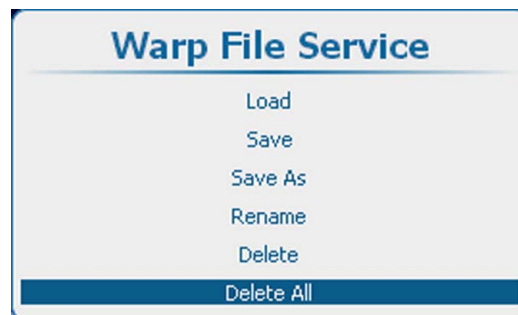 Warp File Service
Load
Save
Save As
Rename
Delete
Delete All